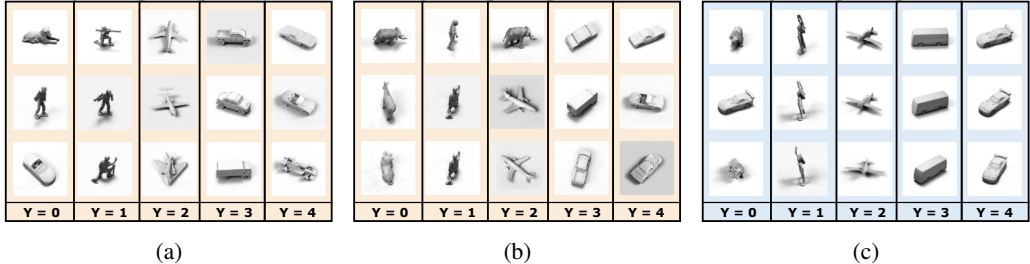 Y = 0 Y = 1 Y = 2 Y = 3 Y = 4
Y = 0 Y = 1 Y = 2 Y = 3 Y = 4
Y = 0 Y = 1 Y = 2 Y = 3 Y = 4
(a)
(b)
(c)